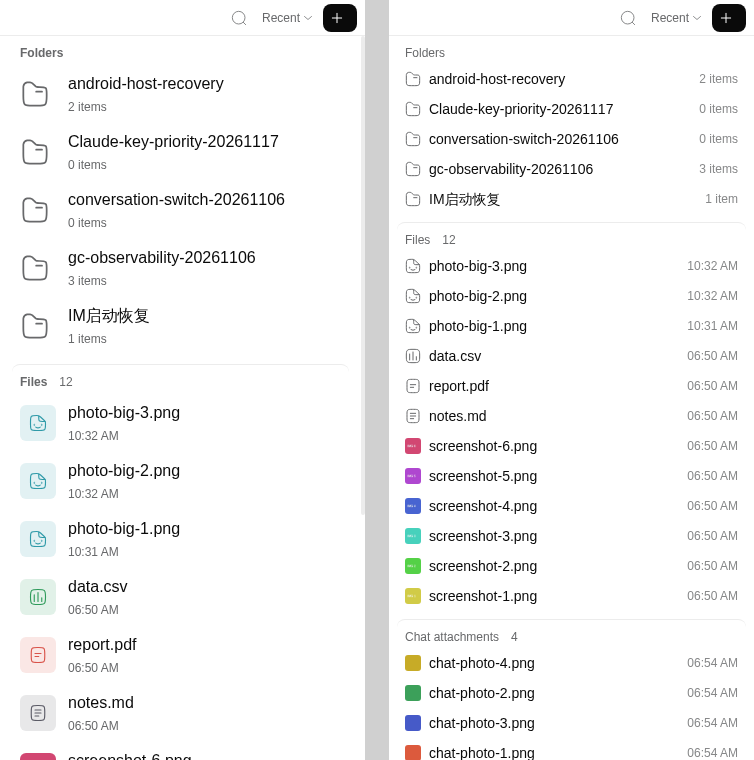 Recent
Folders
android-host-recovery
2 items
Claude-key-priority-20261117
0 items
conversation-switch-20261106
0 items
gc-observability-20261106
3 items
IM启动恢复
1 items
Files 12
photo-big-3.png
10:32 AM
photo-big-2.png
10:32 AM
photo-big-1.png
10:31 AM
data.csv
06:50 AM
report.pdf
06:50 AM
notes.md
06:50 AM
screenshot-6.png
Recent
Folders
android-host-recovery 2 items
Claude-key-priority-20261117 0 items
conversation-switch-20261106 0 items
gc-observability-20261106 3 items
IM启动恢复 1 item
Files 12
photo-big-3.png 10:32 AM
photo-big-2.png 10:32 AM
photo-big-1.png 10:31 AM
data.csv 06:50 AM
report.pdf 06:50 AM
notes.md 06:50 AM
screenshot-6.png 06:50 AM
screenshot-5.png 06:50 AM
screenshot-4.png 06:50 AM
screenshot-3.png 06:50 AM
screenshot-2.png 06:50 AM
screenshot-1.png 06:50 AM
Chat attachments 4
chat-photo-4.png 06:54 AM
chat-photo-2.png 06:54 AM
chat-photo-3.png 06:54 AM
chat-photo-1.png 06:54 AM